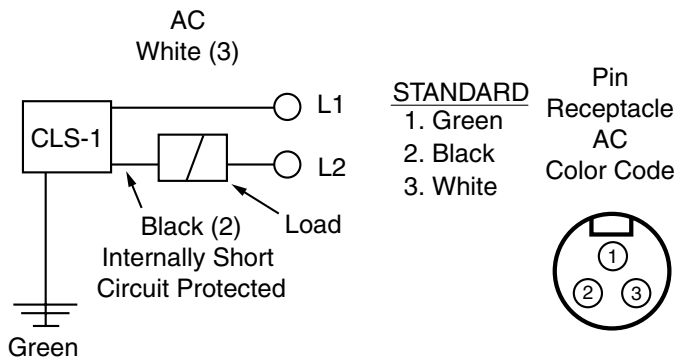 AC
White (3)
CLS-1
L1
L2
Black (2)
Internally Short
Circuit Protected
Load
Green
STANDARD
1. Green
2. Black
3. White
Pin
Receptacle
AC
Color Code
1
2
3